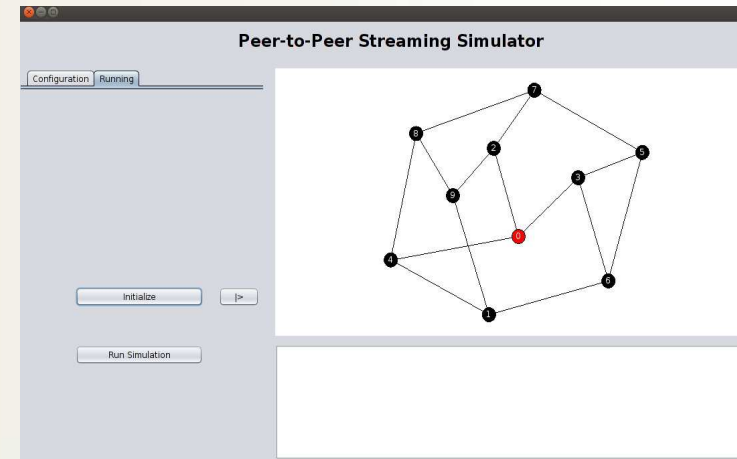 Peer-to-Peer Streaming Simulator
Configuration Running
7
8
2
5
3
9
0
4
6
1
Initialize |>
Run Simulation